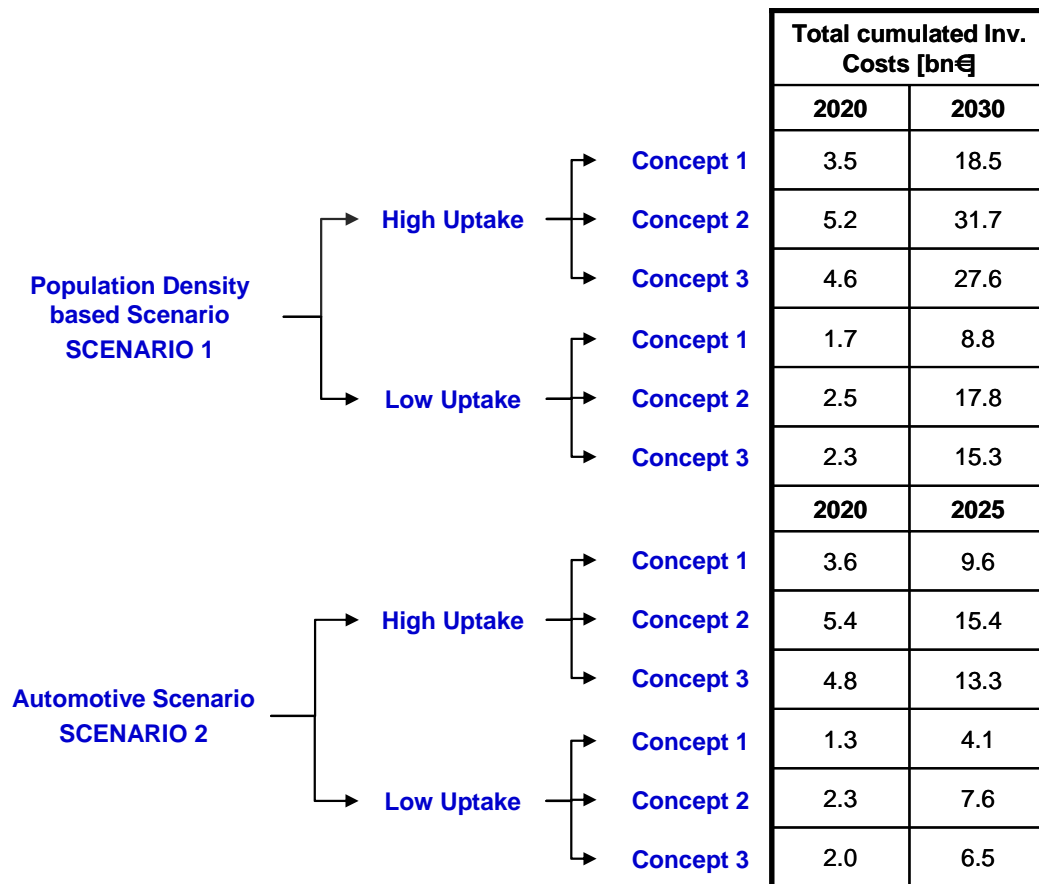 Total cumulated Inv.
Costs [bn€]
2020 2030
Concept 1 3.5 18.5
High Uptake Concept 2 5.2 31.7
Concept 3 4.6 27.6
Population Density
based Scenario
SCENARIO 1
Concept 1 1.7 8.8
Low Uptake Concept 2 2.5 17.8
Concept 3 2.3 15.3
2020 2025
Concept 1 3.6 9.6
High Uptake Concept 2 5.4 15.4
Concept 3 4.8 13.3
Automotive Scenario
SCENARIO 2
Concept 1 1.3 4.1
Low Uptake Concept 2 2.3 7.6
Concept 3 2.0 6.5